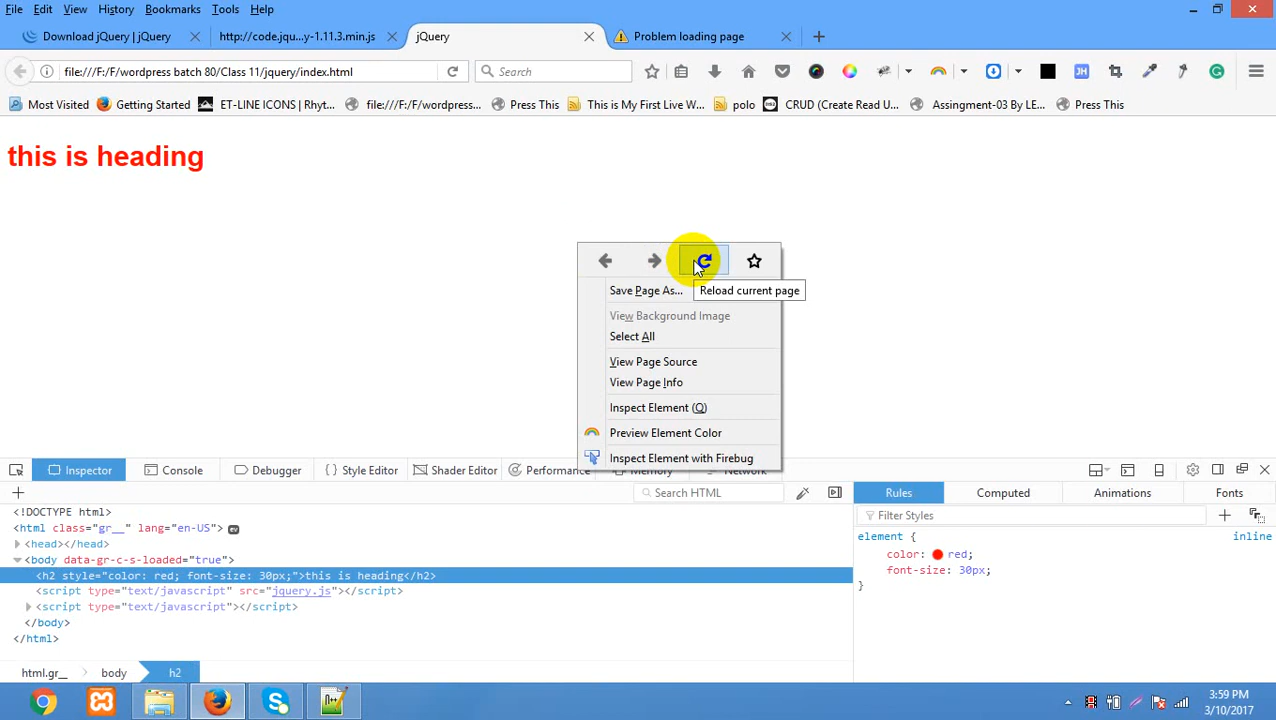 File Edit View History Bookmarks Tools Help
Download jQuery | jQuery http://code.jqu...y-1.11.3.min.js jQuery Problem loading page
file:///F:/F/wordpress batch 80/Class 11/jquery/index.html Search JH
Most Visited Getting Started ET-LINE ICONS | Rhyt... file:///F:/F/wordpress... Press This This is My First Live W... polo CRUD (Create Read U... Assingment-03 By LE... Press This
this is heading
Save Page As...
Reload current page
View Background Image
Select All
View Page Source
View Page Info
Inspect Element (Q)
Preview Element Color
Inspect Element with Firebug
Inspector Console Debugger Style Editor Shader Editor Performance Memory Network
Search HTML Rules Computed Animations Fonts
<!DOCTYPE html>
Filter Styles
<html class="gr__" lang="en-US"> ev
<head></head>
<body data-gr-c-s-loaded="true">
<h2 style="color: red; font-size: 30px;">this is heading</h2>
<script type="text/javascript" src="jquery.js"></script>
<script type="text/javascript"></script>
</body>
</html>
element { inline
color: red;
font-size: 30px;
}
html.gr__ body h2
3:59 PM
3/10/2017